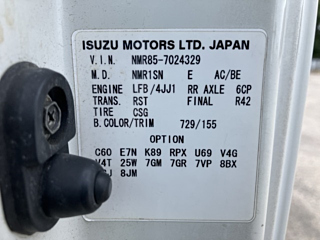 ISUZU MOTORS LTD. JAPAN
V.I.N. NMR85-7024329
M.D. NMR1SN E AC/BE
ENGINE LFB/4JJ1 RR AXLE 6CP
TRANS. RST FINAL R42
TIRE CSG
B.COLOR/TRIM 729/155
OPTION
C60 E7N K89 RPX U69 V4G
V4T 25W 7GM 7GR 7VP 8BX
8JM